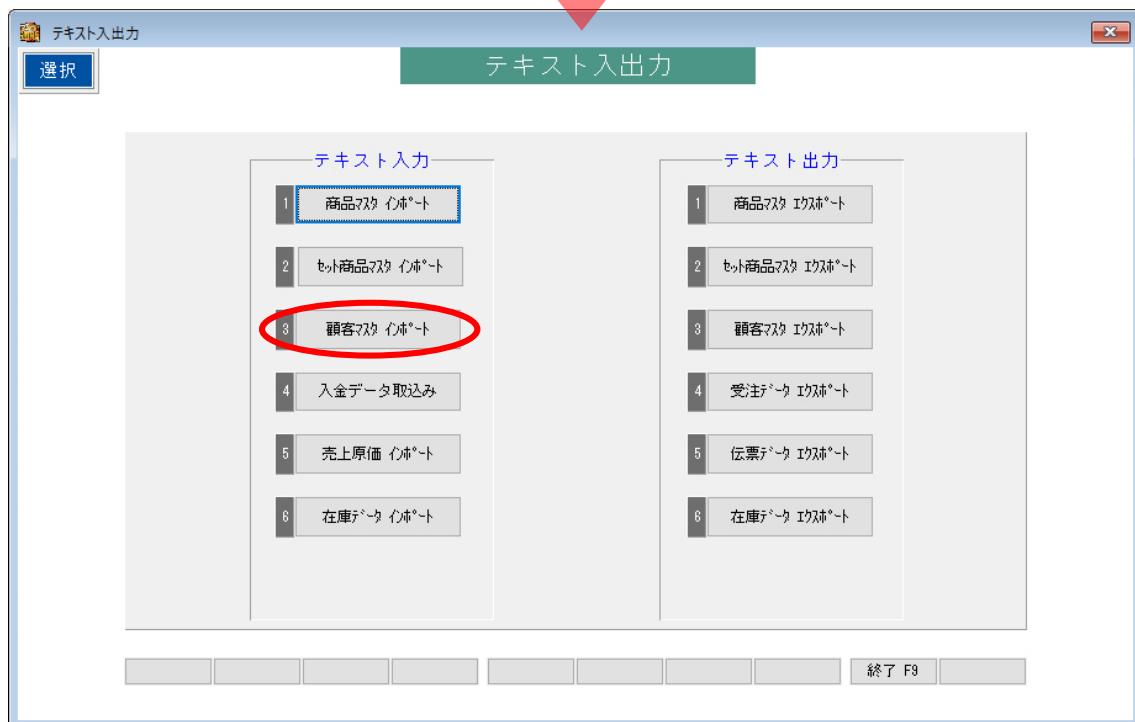 テキスト入出力
選択
テキスト入出力
テキスト入力
1 商品ﾏｽﾀ ｲﾝﾎﾟｰﾄ
2 ｾｯﾄ商品ﾏｽﾀ ｲﾝﾎﾟｰﾄ
3 顧客ﾏｽﾀ ｲﾝﾎﾟｰﾄ
4 入金データ取込み
5 売上原価 ｲﾝﾎﾟｰﾄ
6 在庫ﾃﾞｰﾀ ｲﾝﾎﾟｰﾄ
テキスト出力
1 商品ﾏｽﾀ ｴｸｽﾎﾟｰﾄ
2 ｾｯﾄ商品ﾏｽﾀ ｴｸｽﾎﾟｰﾄ
3 顧客ﾏｽﾀ ｴｸｽﾎﾟｰﾄ
4 受注ﾃﾞｰﾀ ｴｸｽﾎﾟｰﾄ
5 伝票ﾃﾞｰﾀ ｴｸｽﾎﾟｰﾄ
6 在庫ﾃﾞｰﾀ ｴｸｽﾎﾟｰﾄ
終了 F9